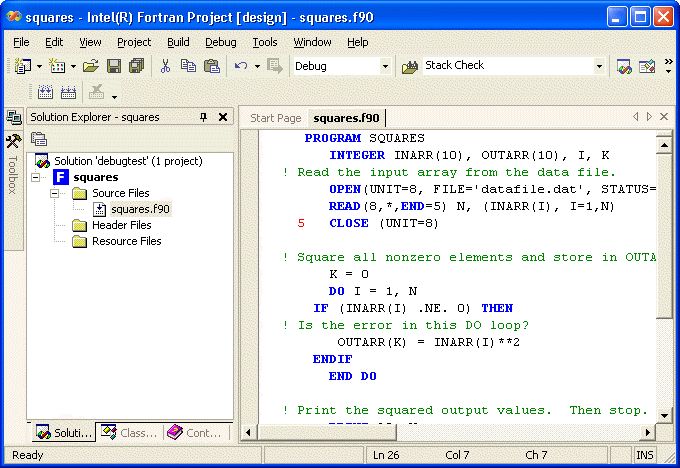 squares - Intel(R) Fortran Project [design] - squares.f90
File Edit View Project Build Debug Tools Window Help
Debug Stack Check
Solution Explorer - squares
Start Page squares.f90
Toolbox
Solution 'debugtest' (1 project)
F squares
Source Files
squares.f90
Header Files
Resource Files
PROGRAM SQUARES
INTEGER INARR(10), OUTARR(10), I, K
! Read the input array from the data file.
OPEN(UNIT=8, FILE='datafile.dat', STATUS=
READ(8,*,END=5) N, (INARR(I), I=1,N)
5 CLOSE (UNIT=8)
! Square all nonzero elements and store in OUTA
K = 0
DO I = 1, N
IF (INARR(I) .NE. 0) THEN
! Is the error in this DO loop?
OUTARR(K) = INARR(I)**2
ENDIF
END DO
! Print the squared output values.  Then stop.
Soluti... Class... Cont...
Ready Ln 26 Col 7 Ch 7 INS